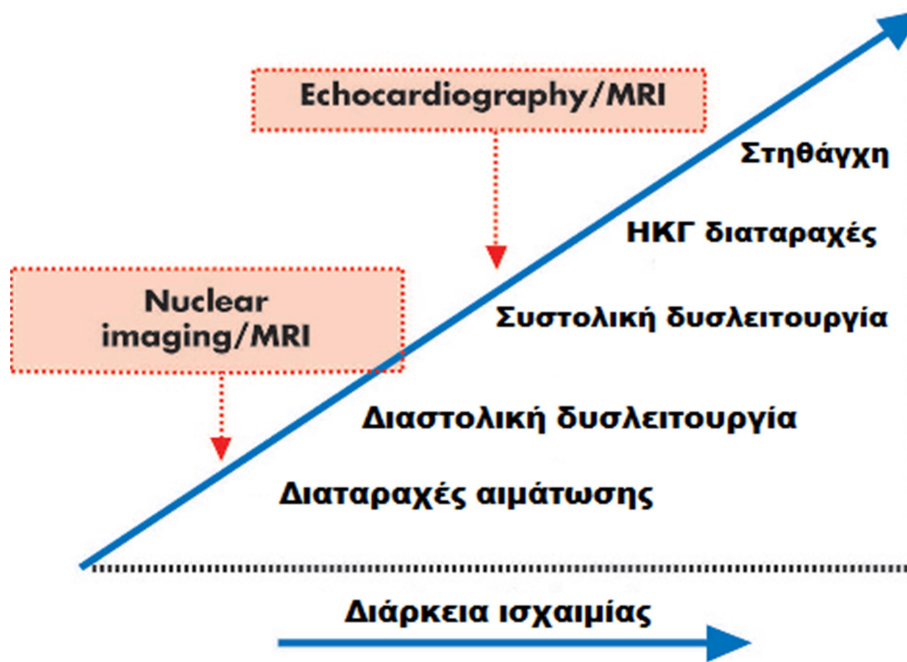 Echocardiography/MRI
Στηθάγχη
ΗΚΓ διαταραχές
Nuclear
imaging/MRI
Συστολική δυσλειτουργία
Διαστολική δυσλειτουργία
Διαταραχές αιμάτωσης
Διάρκεια ισχαιμίας